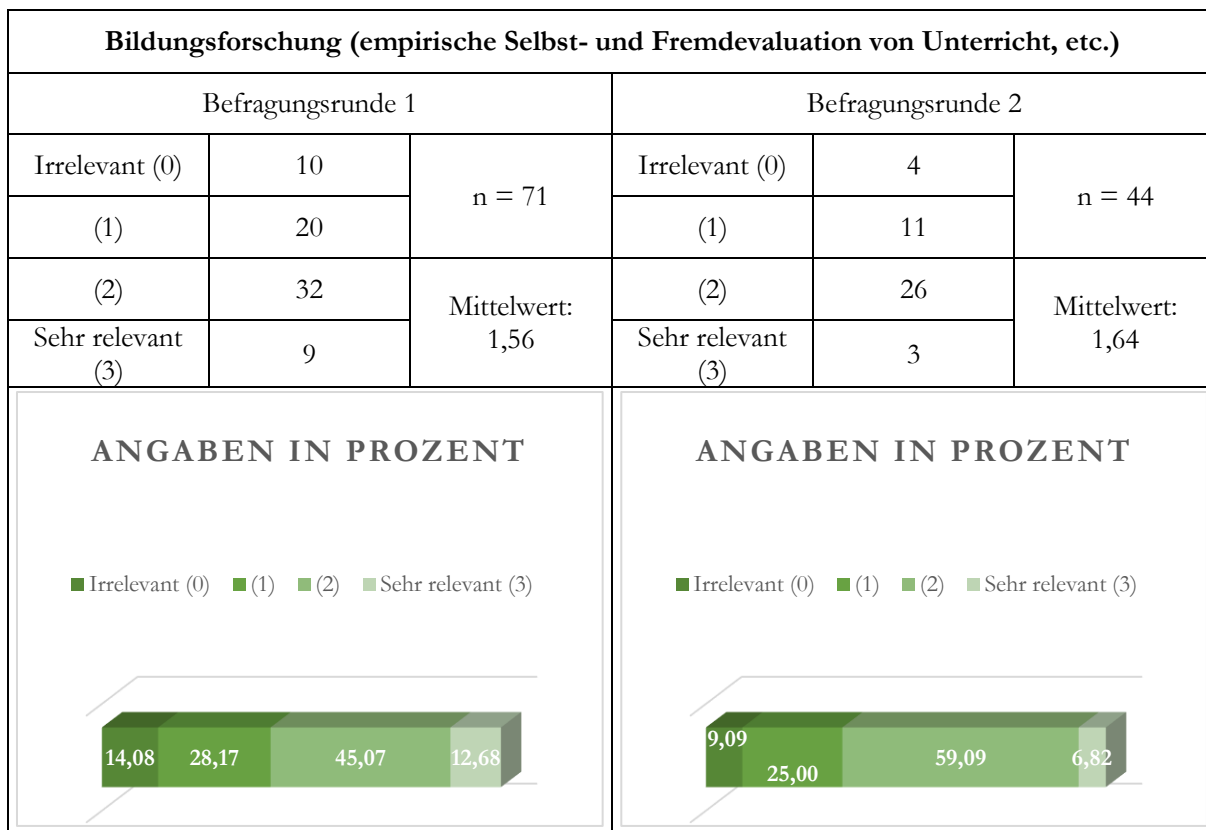 Bildungsforschung (empirische Selbst- und Fremdevaluation von Unterricht, etc.)
Befragungsrunde 1
Irrelevant (0)
10
n = 71
(1)
20
(2)
32
Mittelwert:
1,56
Sehr relevant
(3)
9
Befragungsrunde 2
Irrelevant (0)
4
n = 44
(1)
11
(2)
26
Mittelwert:
1,64
Sehr relevant
(3)
3
ANGABEN IN PROZENT
Irrelevant (0) (1) (2) Sehr relevant (3)
14,08 28,17 45,07 12,68
ANGABEN IN PROZENT
Irrelevant (0) (1) (2) Sehr relevant (3)
9,09 25,00 59,09 6,82